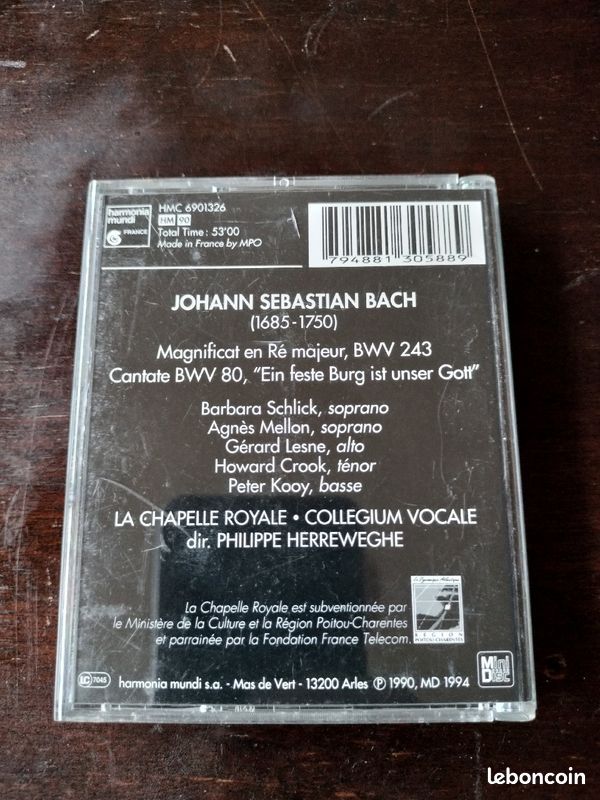 harmonia
mundi
FRANCE
HMC 6901326
HM 90
Total Time : 53'00
Made in France by MPO
794881 305889
JOHANN SEBASTIAN BACH
(1685-1750)
Magnificat en Ré majeur, BWV 243
Cantate BWV 80, "Ein feste Burg ist unser Gott"
Barbara Schlick, soprano
Agnès Mellon, soprano
Gérard Lesne, alto
Howard Crook, ténor
Peter Kooy, basse
LA CHAPELLE ROYALE • COLLEGIUM VOCALE
dir. PHILIPPE HERREWEGHE
La Chapelle Royale est subventionnée par
le Ministère de la Culture et la Région Poitou-Charentes
et parrainée par la Fondation France Telecom.
RÉGION
POITOU-CHARENTES
LC 7045
harmonia mundi s.a. - Mas de Vert - 13200 Arles ℗ 1990, MD 1994
Mini
Disc
leboncoin